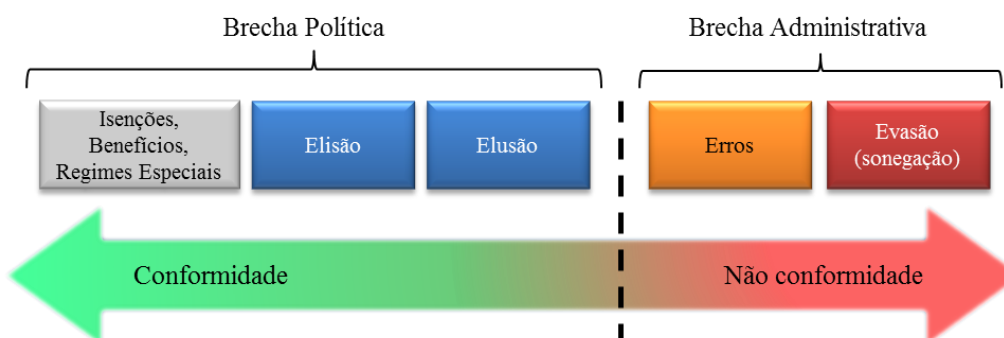 Brecha Política
Brecha Administrativa
Isenções,
Benefícios,
Regimes Especiais
Elisão
Elusão
Erros
Evasão
(sonegação)
Conformidade
Não conformidade